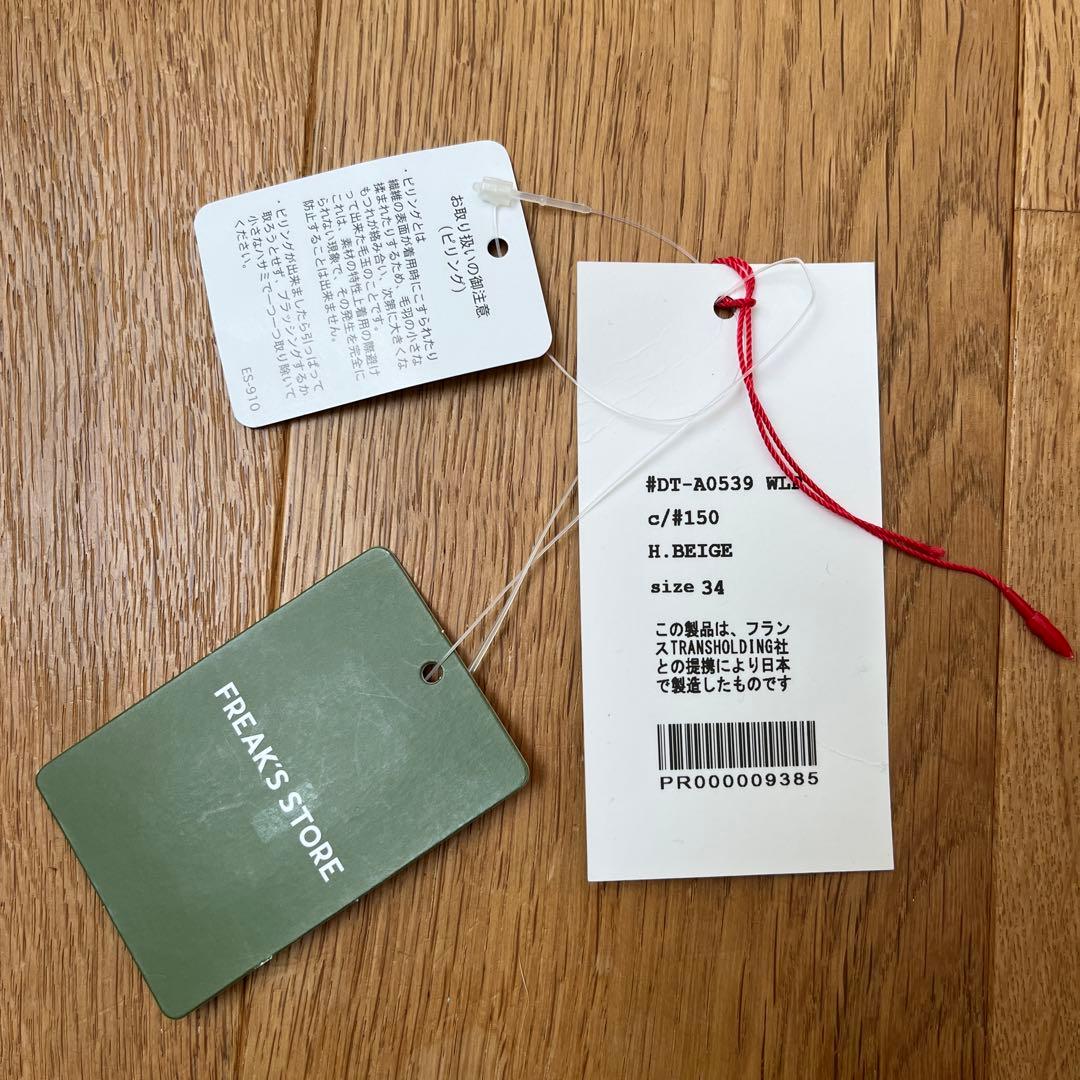 お取り扱いの御注意
(ピリング)
・ピリングとは
繊維の表面が着用時にこすられたり
揉まれたりするため、毛羽の小さな
もつれが絡み合い、次第に大きくな
って出来た毛玉のことです。
これは、素材の特性上着用の際避け
られない現象で、その発生を完全に
防止することは出来ません。
・ピリングが出来ましたら引っぱって
取ろうとせず、ブラッシングするか
小さなハサミで一つ一つ取り除いて
ください。
ES-910
#DT-A0539
c/#150
H.BEIGE
size 34
この製品は、フラン
スTRANSHOLDING社
との提携により日本
で製造したものです
PR000009385
FREAK'S STORE